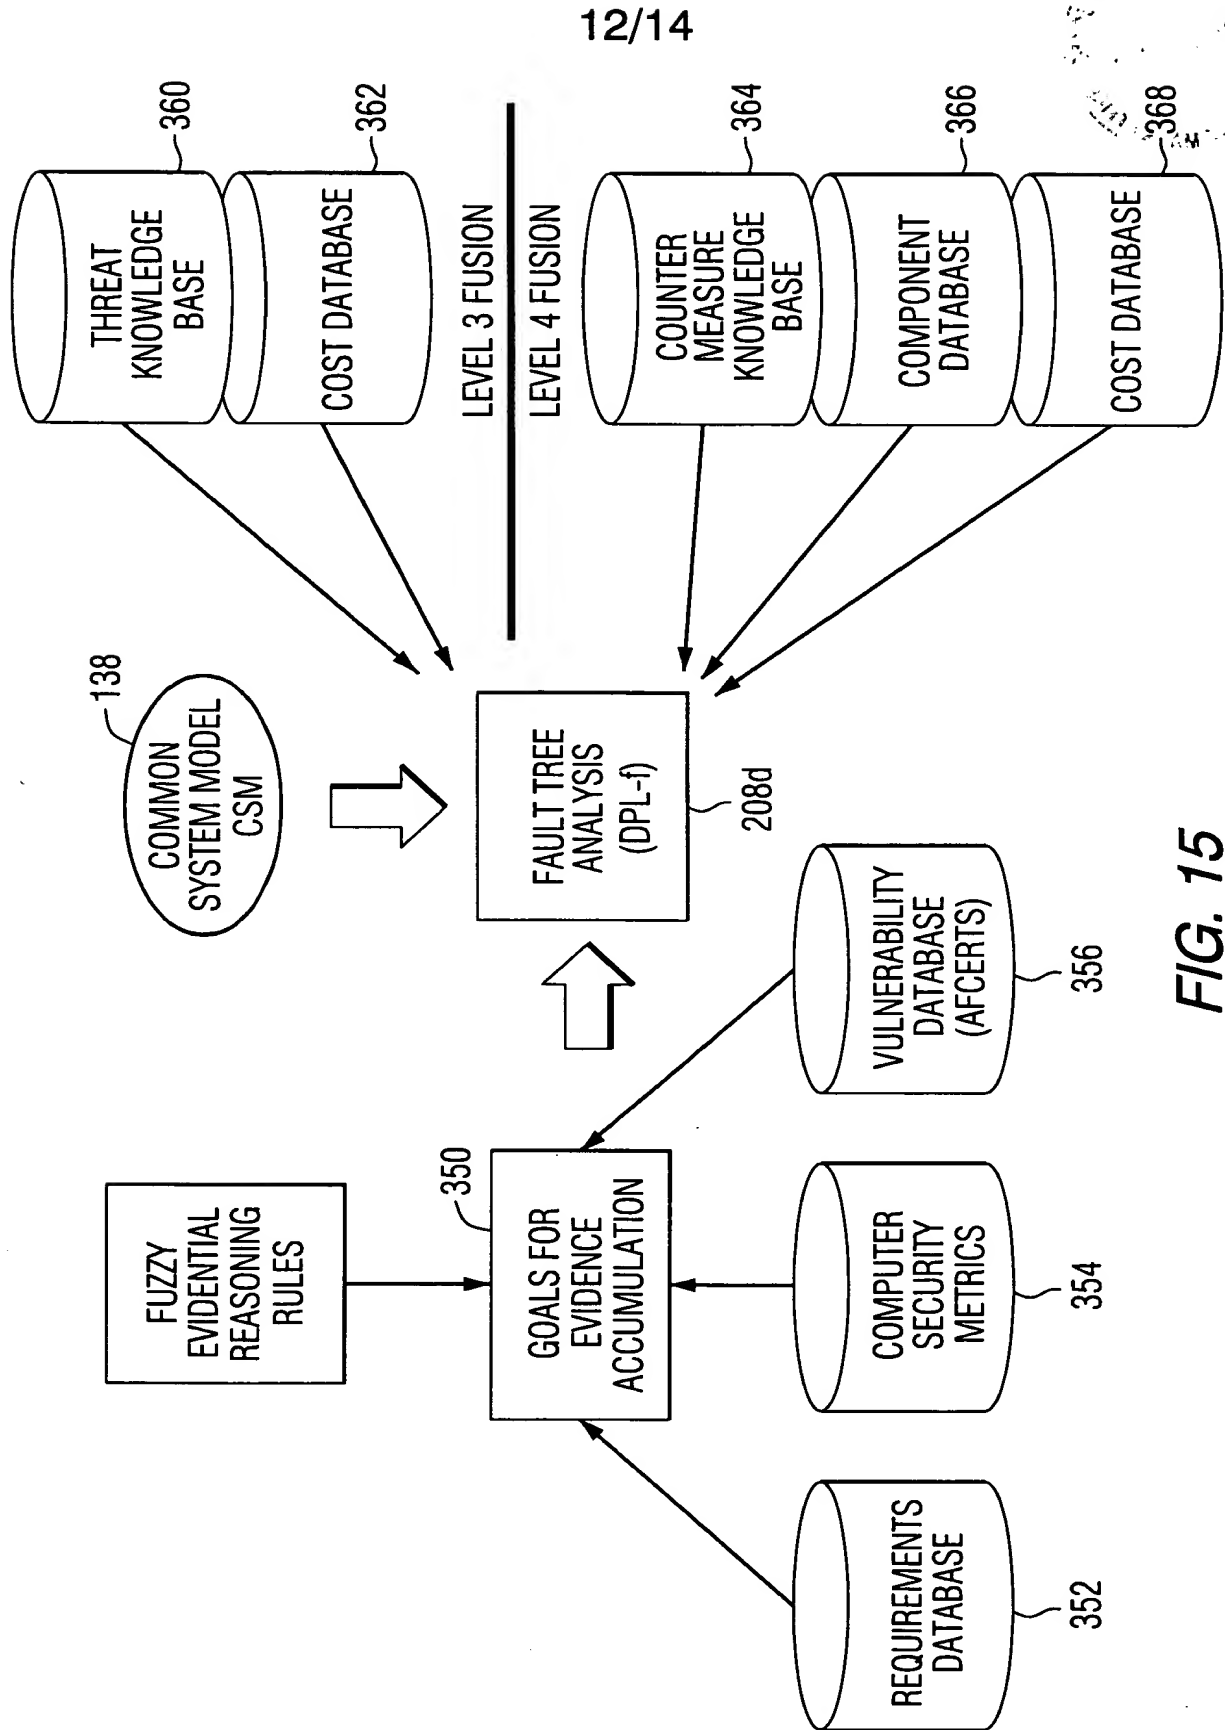 12/14
THREAT
KNOWLEDGE
BASE
360
COST DATABASE
362
LEVEL 3 FUSION
LEVEL 4 FUSION
COUNTER
MEASURE
KNOWLEDGE
BASE
364
COMPONENT
DATABASE
366
COST DATABASE
368
COMMON
SYSTEM MODEL
CSM
138
FAULT TREE
ANALYSIS
(DPL-f)
208d
FUZZY
EVIDENTIAL
REASONING
RULES
GOALS FOR
EVIDENCE
ACCUMULATION
350
VULNERABILITY
DATABASE
(AFCERTS)
356
COMPUTER
SECURITY
METRICS
354
REQUIREMENTS
DATABASE
352
FIG. 15